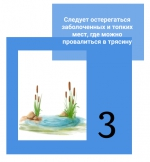 Следует остерегаться
заболоченных и топких
мест, где можно
провалиться в трясину
3